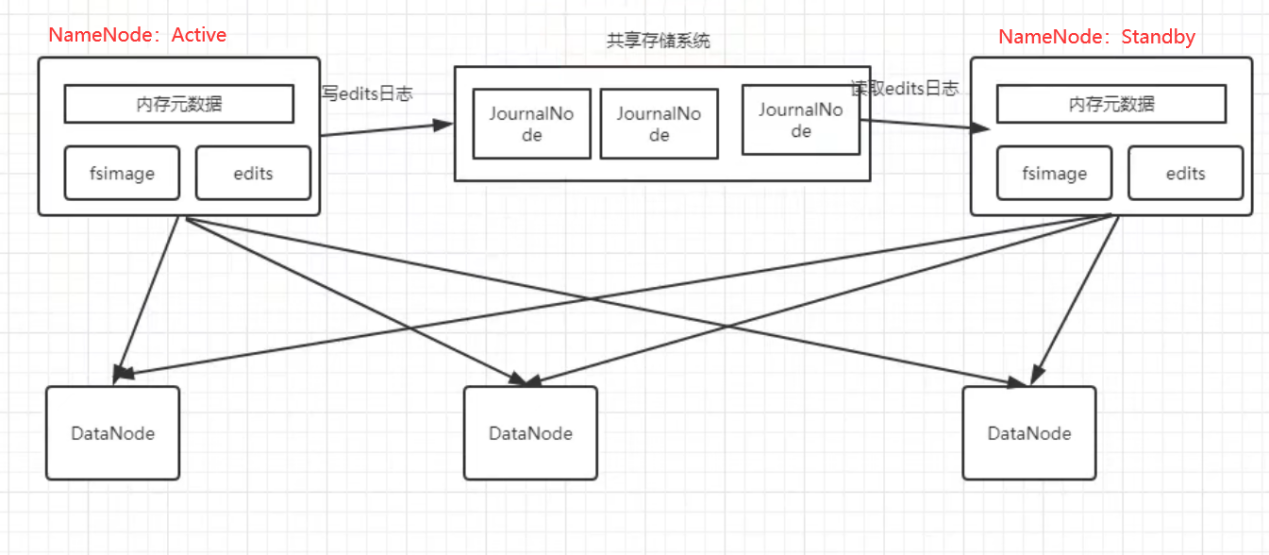 NameNode：Active
共享存储系统
NameNode：Standby
内存元数据
写edits日志
JournalNo
de
JournalNo
de
JournalNo
de
读取edits日志
内存元数据
fsimage
edits
fsimage
edits
DataNode
DataNode
DataNode